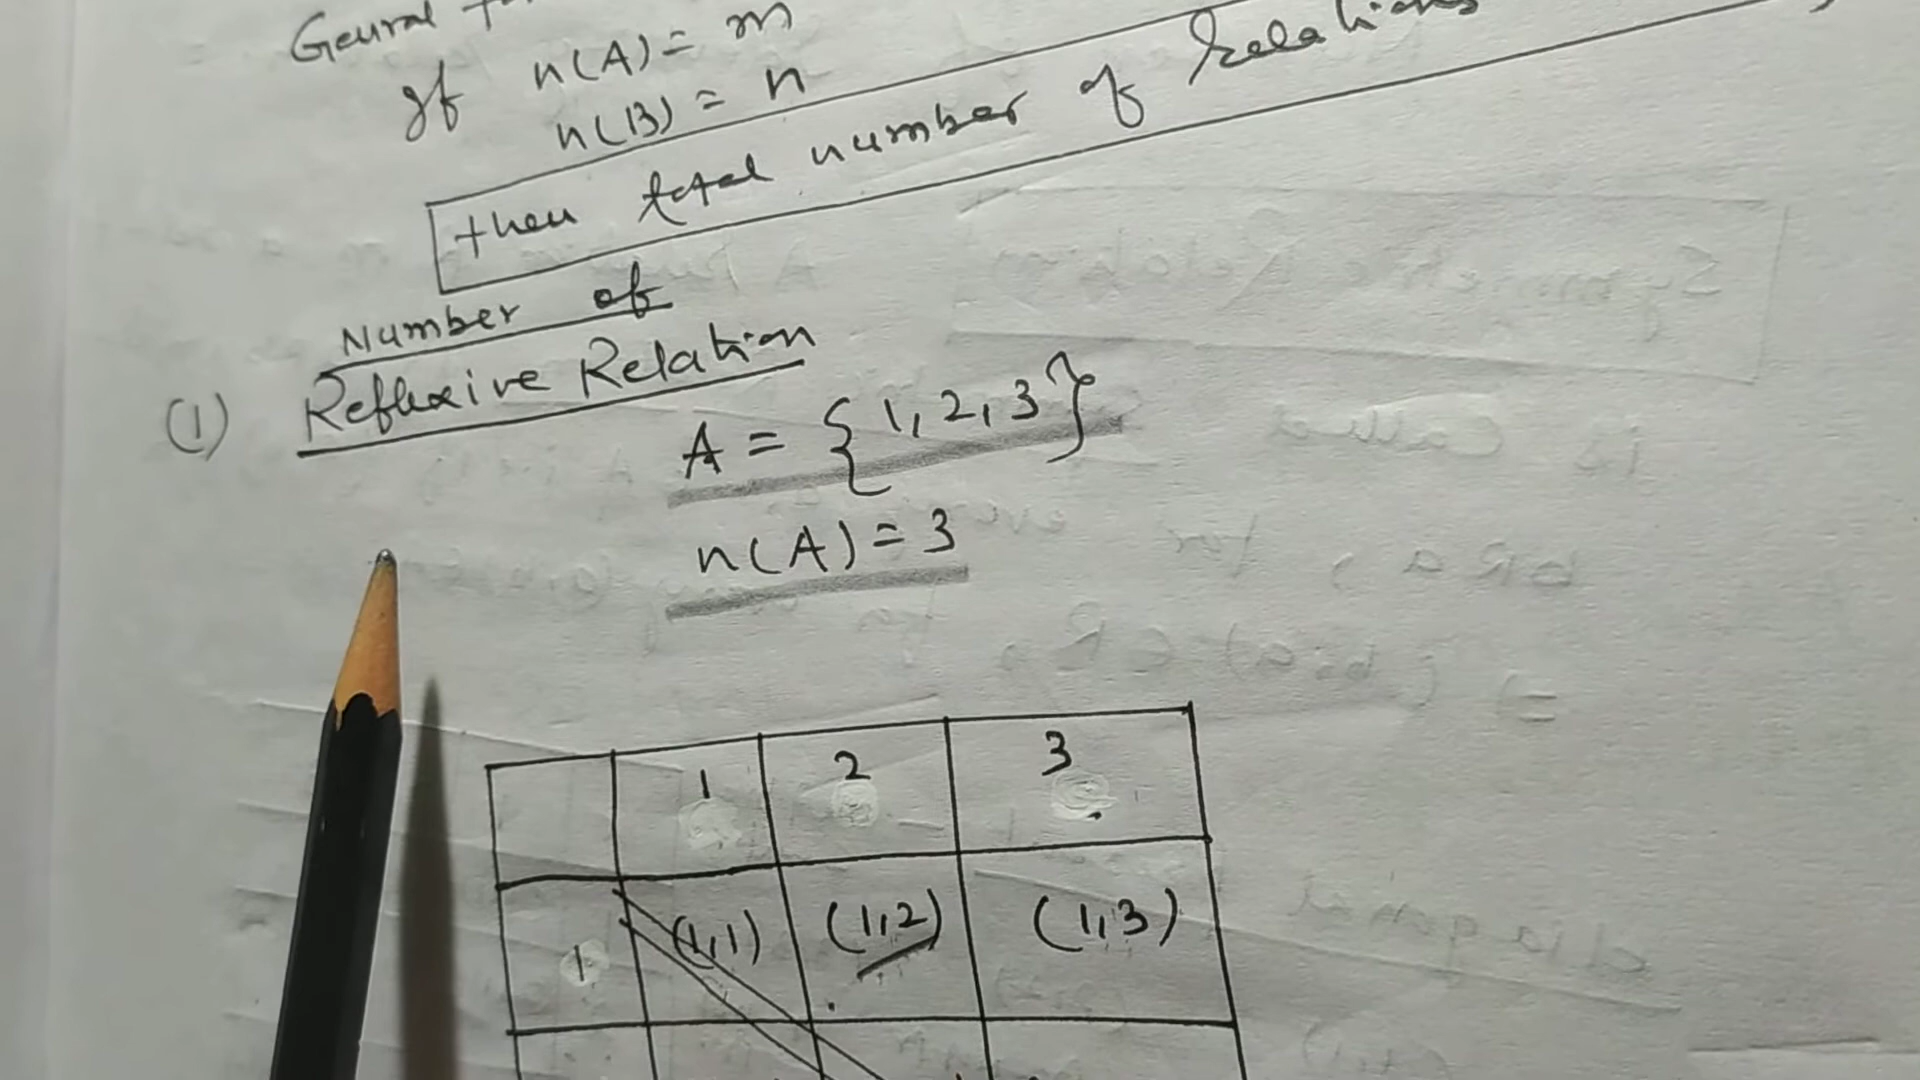 If n(A) = m
n(B) = n
then total number of Relations
Number of
(1) Reflexive Relation
A = {1, 2, 3}
n(A) = 3
1 2 3
1 (1,1) (1,2) (1,3)